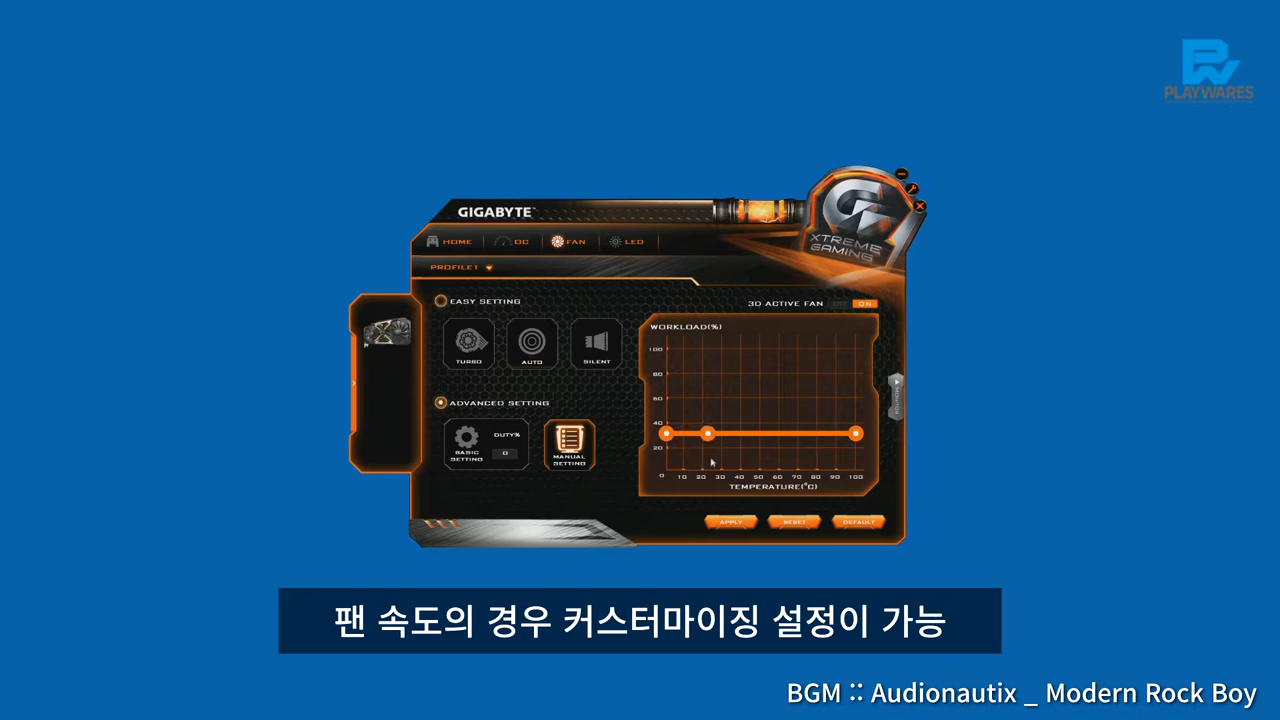 PLAYWARES
GIGABYTE
XTREME
GAMING
HOME
OC
FAN
LED
PROFILE1
EASY SETTING
3D ACTIVE FAN
ON
TURBO
AUTO
SILENT
WORKLOAD(%)
100
80
60
40
20
0
10 20 30 40 50 60 70 80 90 100
TEMPERATURE(°C)
ADVANCED SETTING
BASIC
SETTING
DUTY%
0
MANUAL
SETTING
APPLY
RESET
DEFAULT
팬 속도의 경우 커스터마이징 설정이 가능
BGM :: Audionautix _ Modern Rock Boy